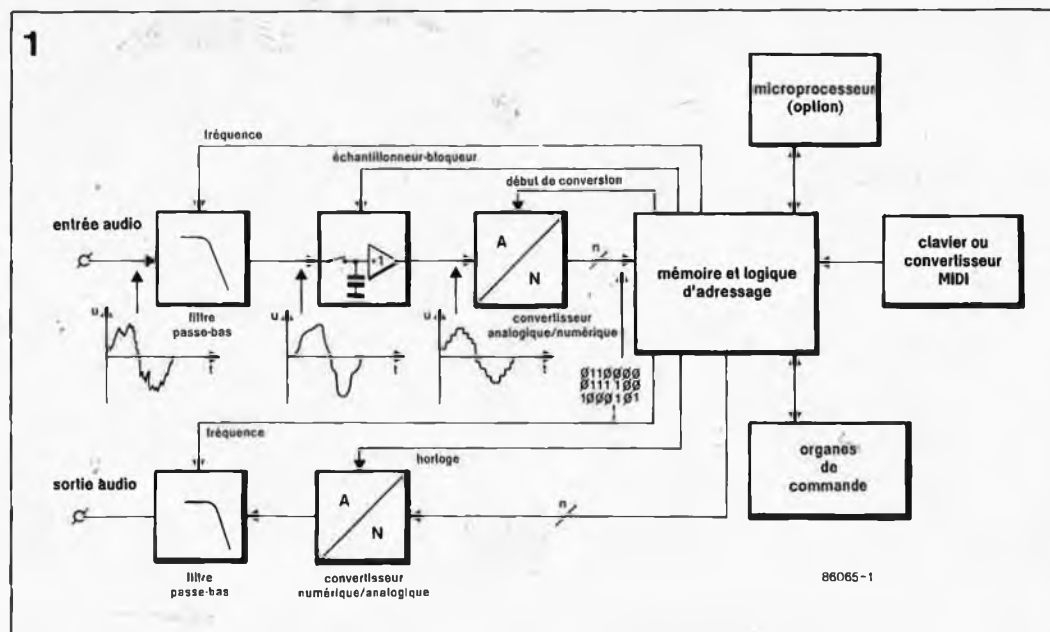 1
microprocesseur
(option)
fréquence
échantillonneur-bloqueur
début de conversion
entrée audio
+1
A
N
n
mémoire et logique
d'adressage
clavier ou
convertisseur
MIDI
filtre
passe-bas
convertisseur
analogique/numérique
u
t
u
t
u
t
Ø11ØØØØ
Ø111 1ØØ
1ØØØ 1Ø1
fréquence
horloge
sortie audio
A
N
n
organes
de
commande
filtre
passe-bas
convertisseur
numérique/analogique
86065-1